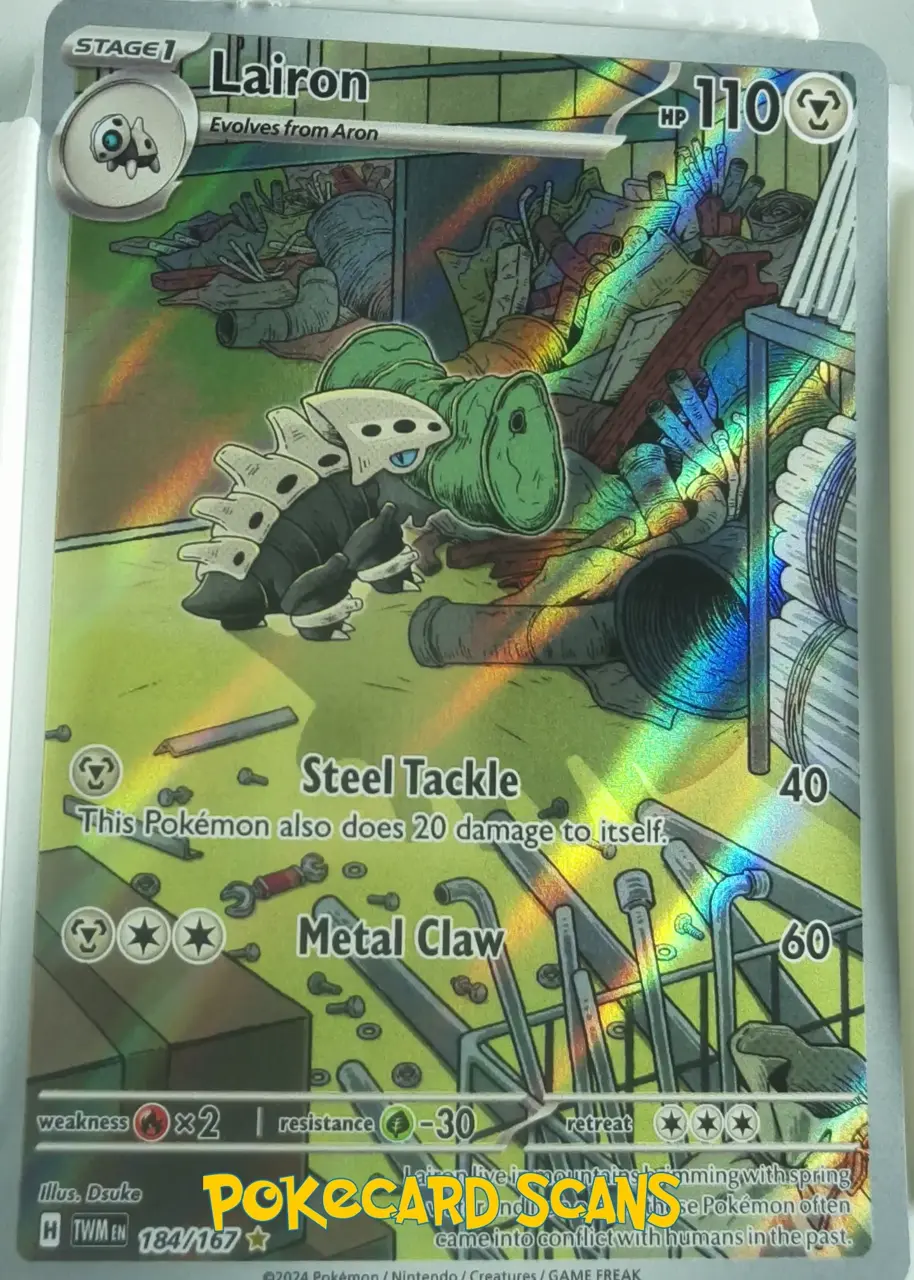 STAGE1
Lairon
HP 110
Evolves from Aron
Steel Tackle 40
This Pokémon also does 20 damage to itself.
Metal Claw 60
weakness ×2 resistance -30 retreat
Illus. Dsuke
Lairon live in mountains brimming with spring
se Pokémon often
came into conflict with humans in the past.
POKECARD SCANS
H TWM EN 184/167
©2024 Pokémon / Nintendo / Creatures / GAME FREAK